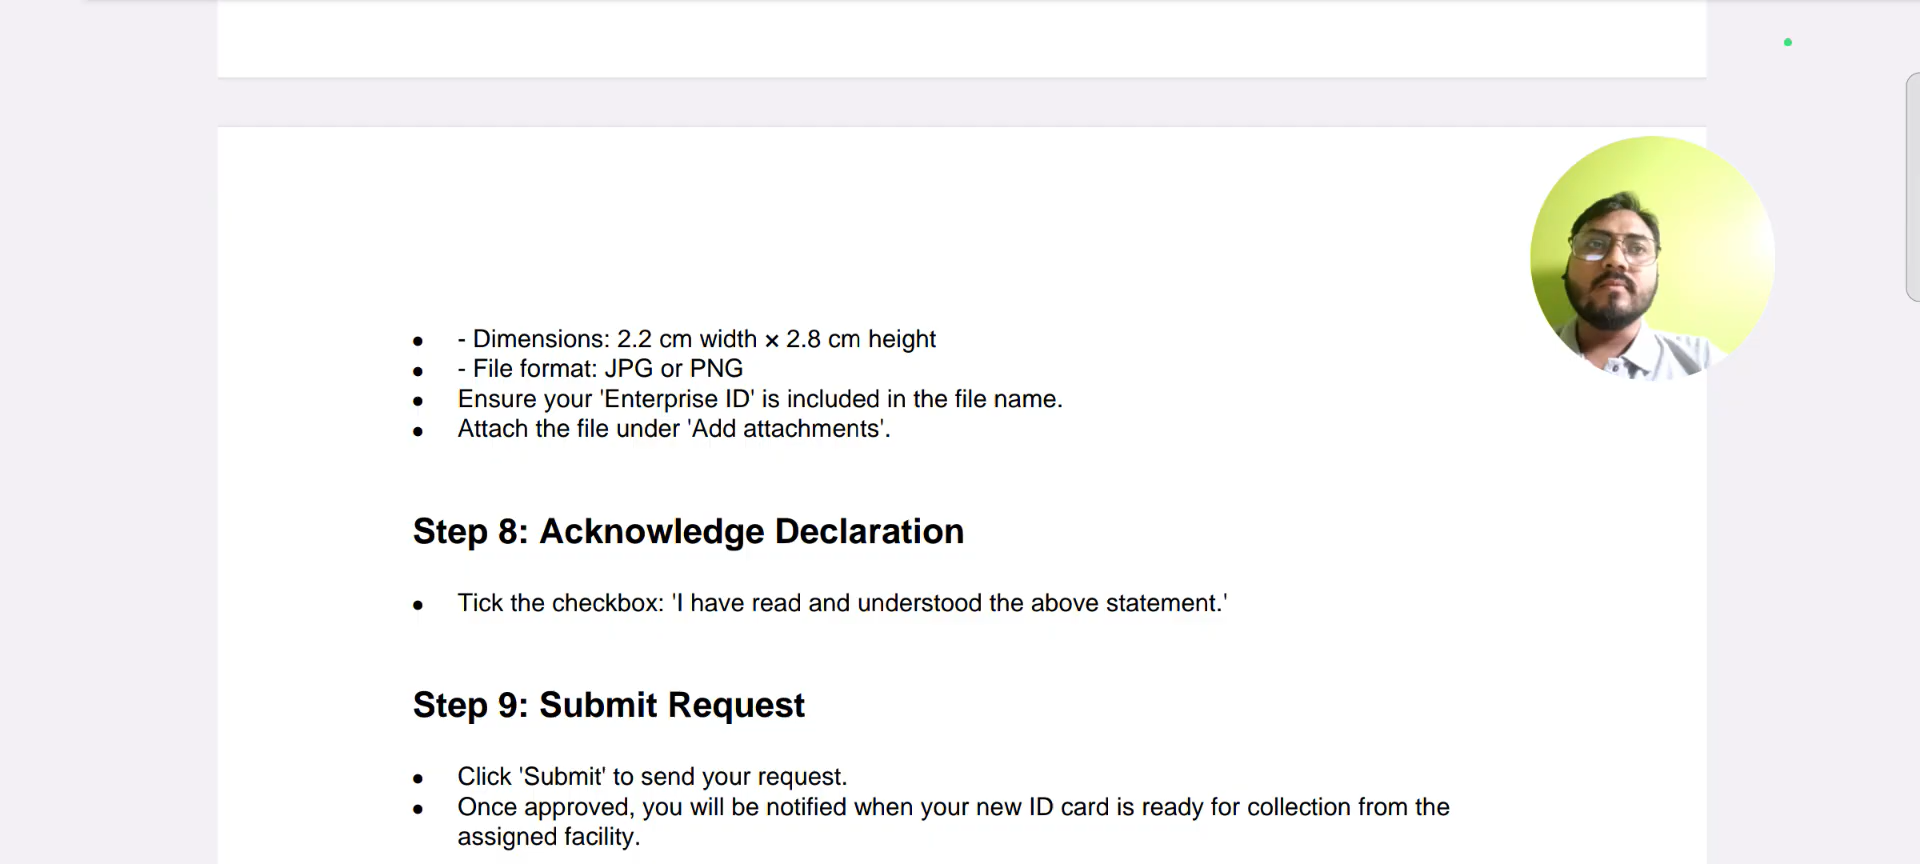 • - Dimensions: 2.2 cm width × 2.8 cm height
• - File format: JPG or PNG
• Ensure your 'Enterprise ID' is included in the file name.
• Attach the file under 'Add attachments'.
Step 8: Acknowledge Declaration
• Tick the checkbox: 'I have read and understood the above statement.'
Step 9: Submit Request
• Click 'Submit' to send your request.
• Once approved, you will be notified when your new ID card is ready for collection from the
assigned facility.